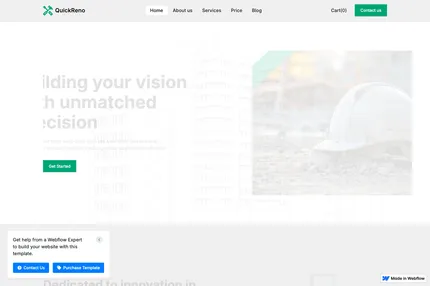 QuickReno
Home About us Services Price Blog Cart(0) Contact us
ilding your vision
th unmatched
ecision
Get Started
Get help from a Webflow Expert
to build your website with this
template.
Contact Us Purchase Template
Made in Webflow
Dedicated to innovation in